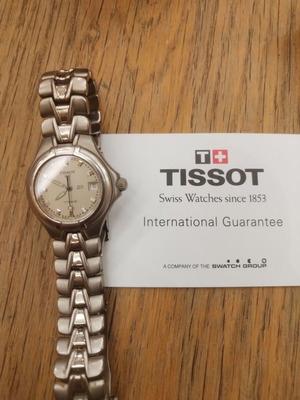 T+
TISSOT
Swiss Watches since 1853
International Guarantee
A COMPANY OF THE SWATCH GROUP